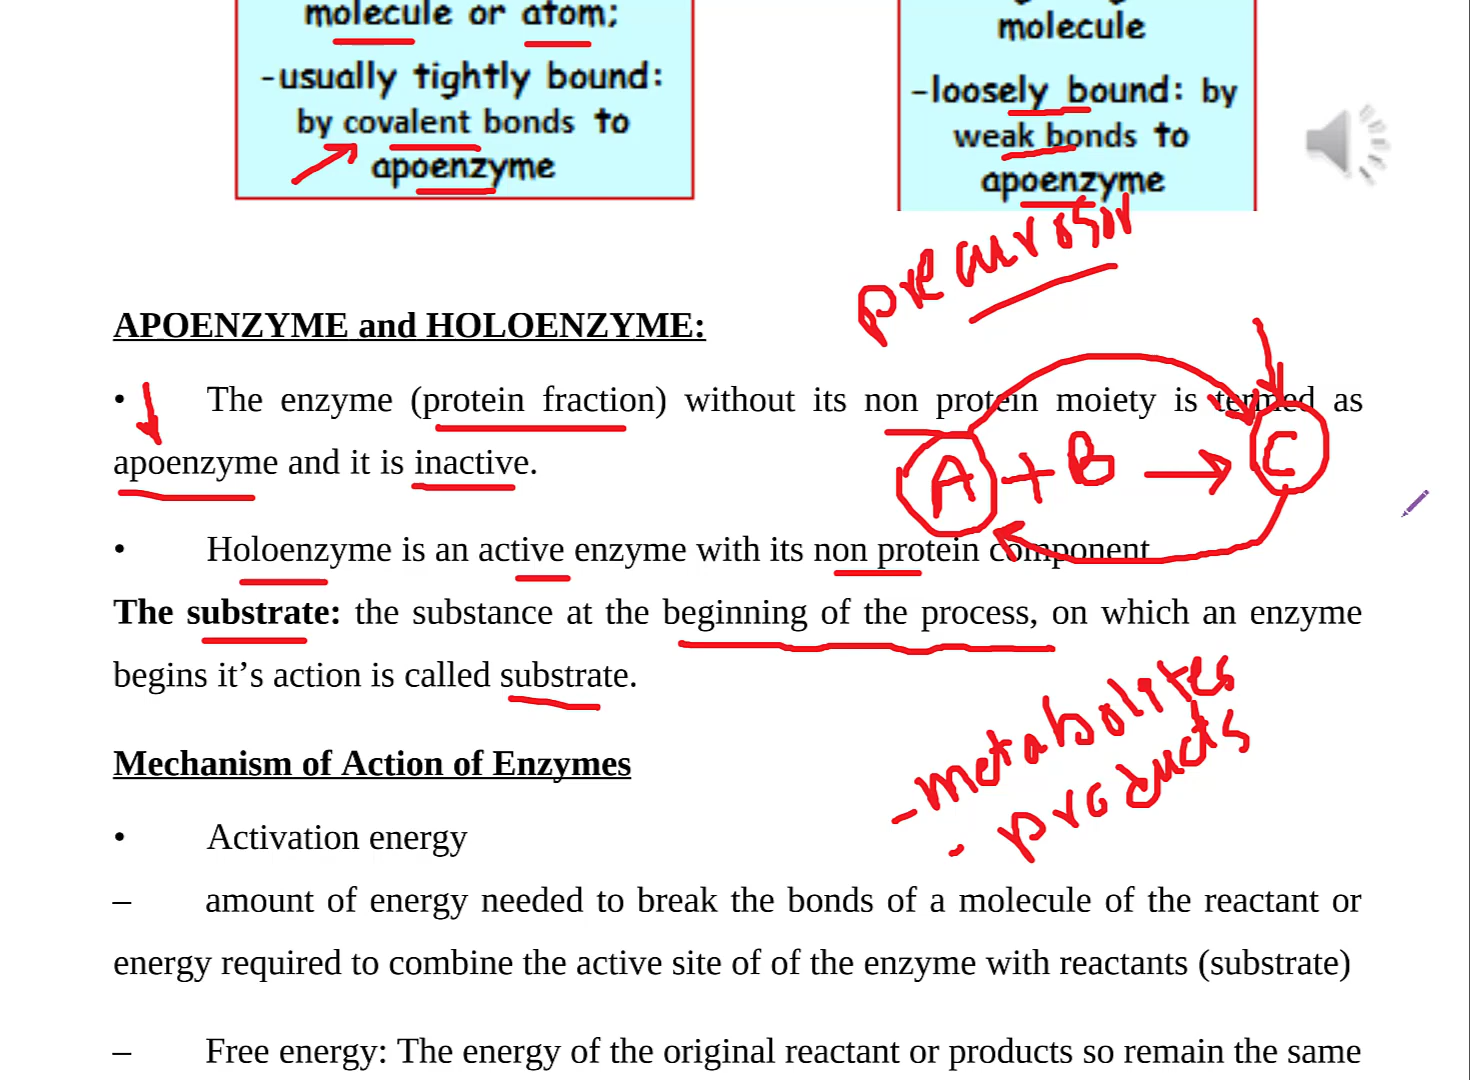 molecule or atom;
-usually tightly bound:
by covalent bonds to
apoenzyme
molecule
-loosely bound: by
weak bonds to
apoenzyme
precurosor
APOENZYME and HOLOENZYME:
• The enzyme (protein fraction) without its non protein moiety is termed as
apoenzyme and it is inactive.
A + B → C
• Holoenzyme is an active enzyme with its non protein component
The substrate: the substance at the beginning of the process, on which an enzyme
begins it’s action is called substrate.
- metabolites
- products
Mechanism of Action of Enzymes
• Activation energy
– amount of energy needed to break the bonds of a molecule of the reactant or
energy required to combine the active site of of the enzyme with reactants (substrate)
– Free energy: The energy of the original reactant or products so remain the same